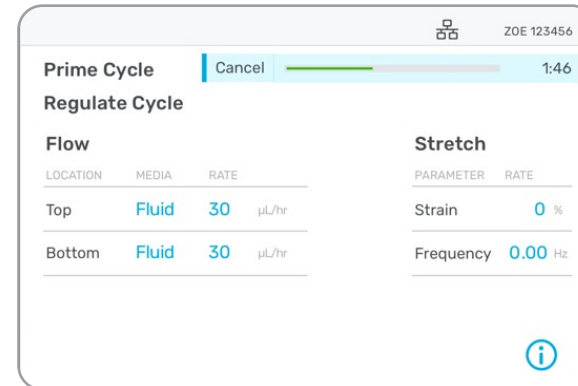 ZOE 123456
Prime Cycle Cancel 1:46
Regulate Cycle
Flow Stretch
LOCATION MEDIA RATE PARAMETER RATE
Top Fluid 30 µL/hr Strain 0 %
Bottom Fluid 30 µL/hr Frequency 0.00 Hz
i